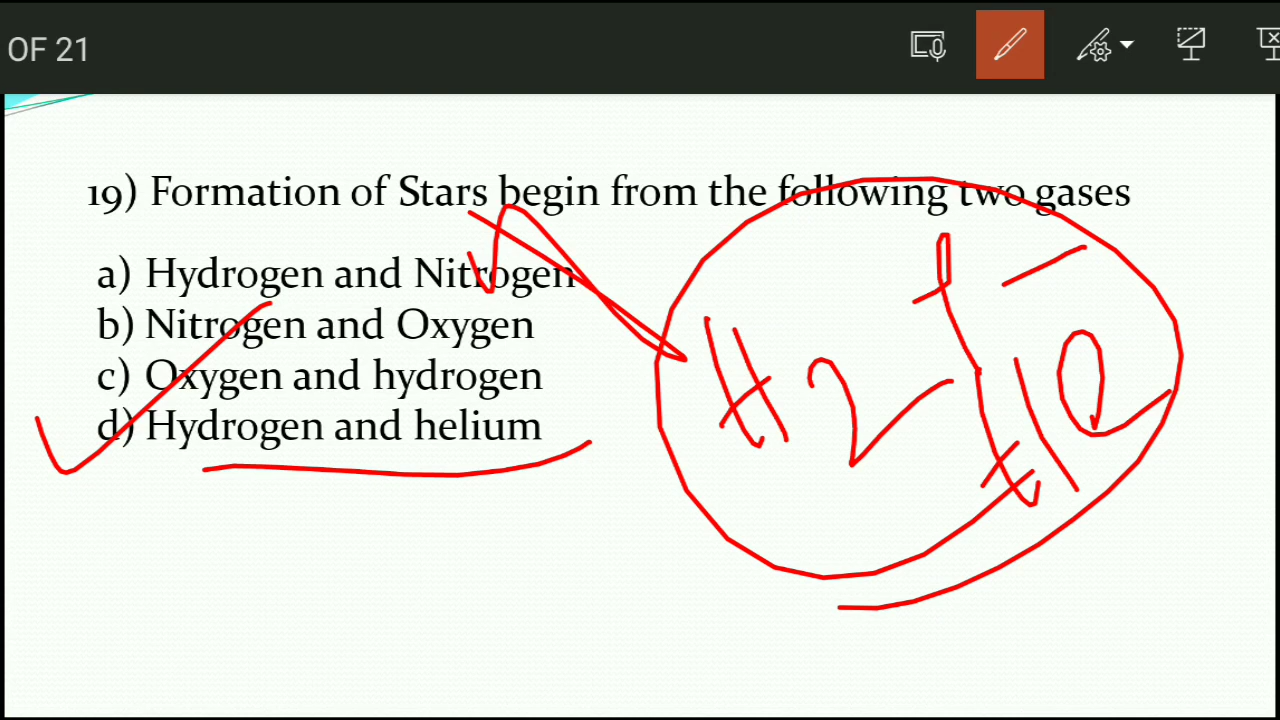 OF 21
19) Formation of Stars begin from the following two gases
a) Hydrogen and Nitrogen
b) Nitrogen and Oxygen
c) Oxygen and hydrogen
d) Hydrogen and helium
H2 He